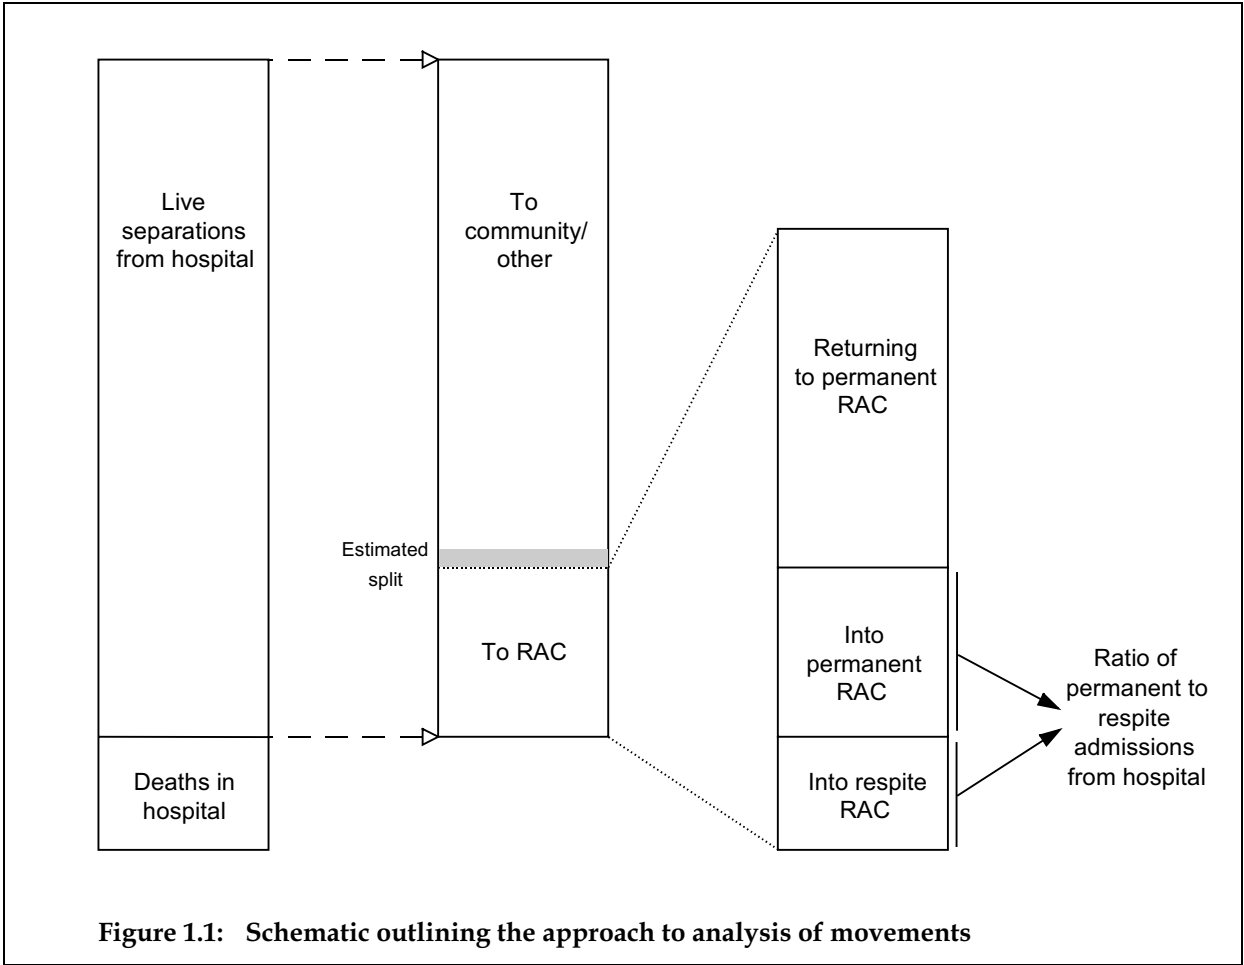 Live
separations
from hospital
Deaths in
hospital
To
community/
other
Estimated
split
To RAC
Returning
to permanent
RAC
Into
permanent
RAC
Into respite
RAC
Ratio of
permanent to
respite
admissions
from hospital
Figure 1.1: Schematic outlining the approach to analysis of movements